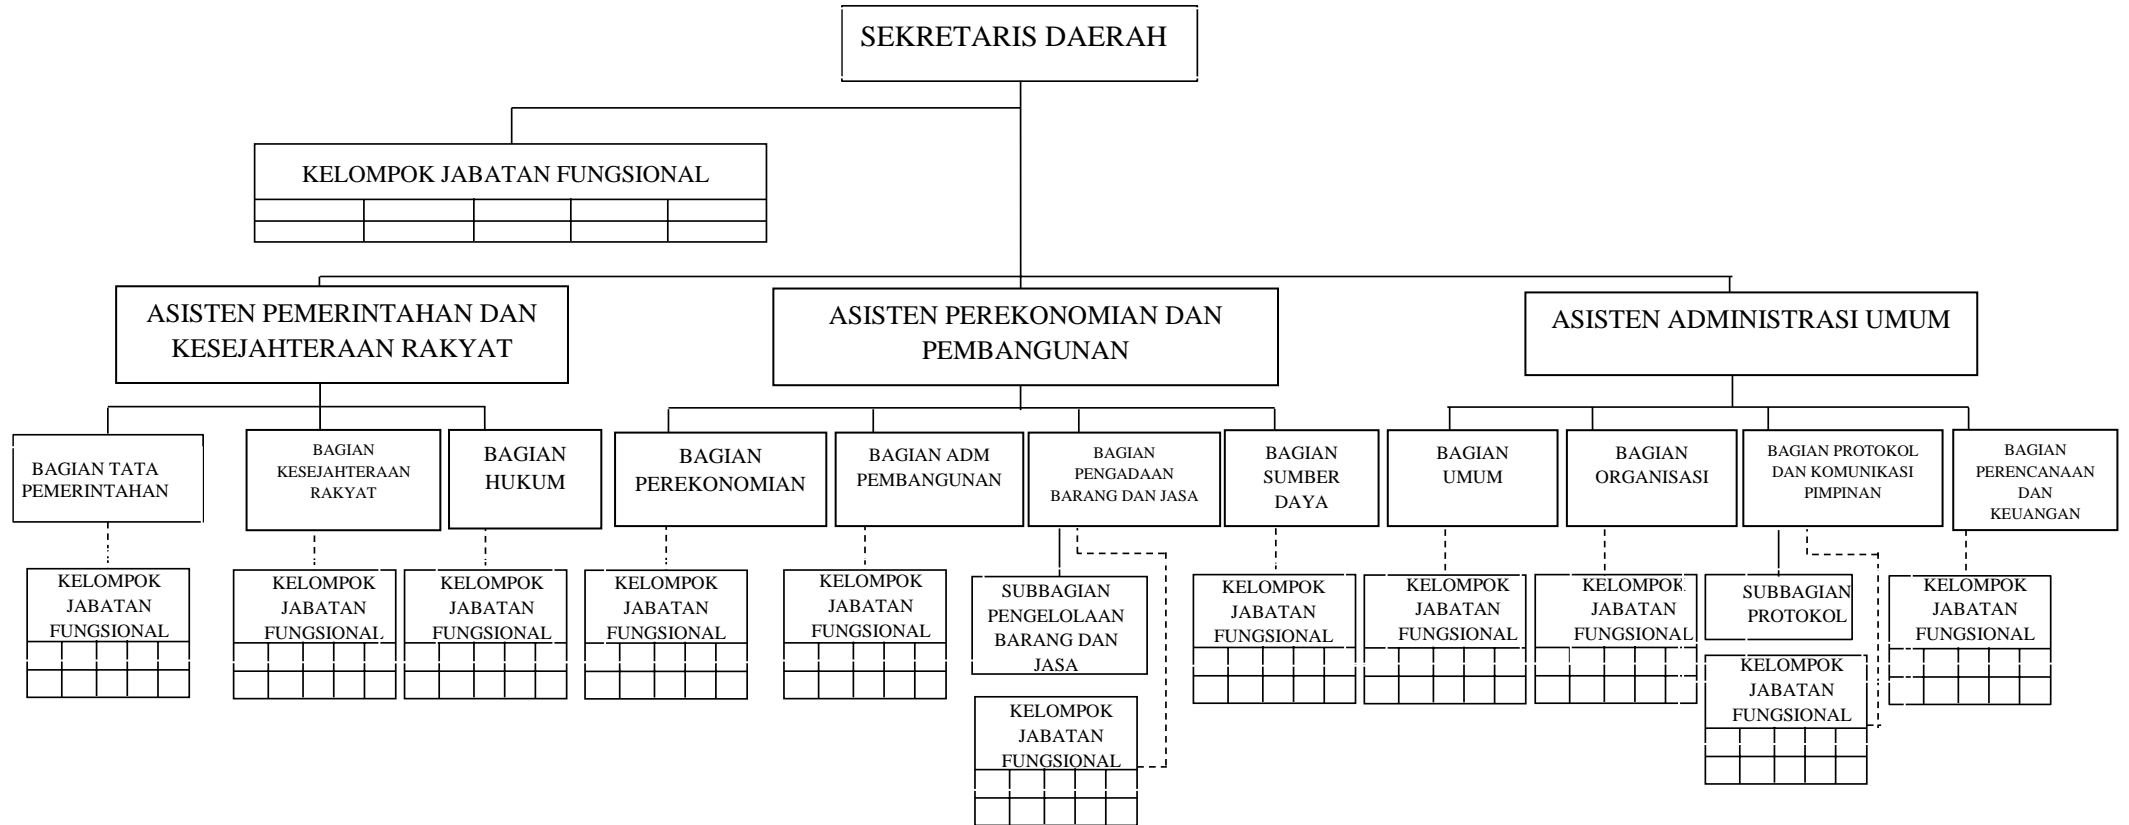 SEKRETARIS DAERAH
KELOMPOK JABATAN FUNGSIONAL
ASISTEN PEMERINTAHAN DAN
KESEJAHTERAAN RAKYAT
ASISTEN PEREKONOMIAN DAN
PEMBANGUNAN
ASISTEN ADMINISTRASI UMUM
BAGIAN TATA
PEMERINTAHAN
BAGIAN
KESEJAHTERAAN
RAKYAT
BAGIAN
HUKUM
BAGIAN
PEREKONOMIAN
BAGIAN ADM
PEMBANGUNAN
BAGIAN
PENGADAAN
BARANG DAN JASA
BAGIAN
SUMBER
DAYA
BAGIAN
UMUM
BAGIAN
ORGANISASI
BAGIAN PROTOKOL
DAN KOMUNIKASI
PIMPINAN
BAGIAN
PERENCANAAN
DAN
KEUANGAN
KELOMPOK
JABATAN
FUNGSIONAL
KELOMPOK
JABATAN
FUNGSIONAL
KELOMPOK
JABATAN
FUNGSIONAL
KELOMPOK
JABATAN
FUNGSIONAL
KELOMPOK
JABATAN
FUNGSIONAL
SUBBAGIAN
PENGELOLAAN
BARANG DAN
JASA
KELOMPOK
JABATAN
FUNGSIONAL
KELOMPOK
JABATAN
FUNGSIONAL
KELOMPOK
JABATAN
FUNGSIONAL
KELOMPOK
JABATAN
FUNGSIONAL
SUBBAGIAN
PROTOKOL
KELOMPOK
JABATAN
FUNGSIONAL
KELOMPOK
JABATAN
FUNGSIONAL